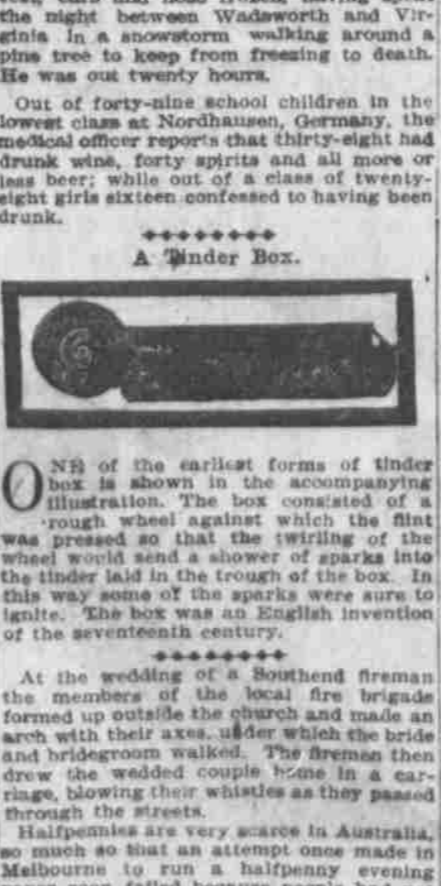 the night between Wadsworth and Vir-
ginia in a snowstorm walking around a
pine tree to keep from freezing to death.
He was out twenty hours.
Out of forty-nine school children in the
lowest class at Nordhausen, Germany, the
medical officer reports that thirty-eight had
drunk wine, forty spirits and all more or
less beer; while out of a class of twenty-
eight girls sixteen confessed to having been
drunk.
A Tinder Box.
ONE of the earliest forms of tinder
box is shown in the accompanying
illustration. The box consisted of a
rough wheel against which the flint
was pressed so that the twirling of the
wheel would send a shower of sparks into
the tinder laid in the trough of the box. In
this way some of the sparks were sure to
ignite. The box was an English invention
of the seventeenth century.
At the wedding of a Southend fireman
the members of the local fire brigade
formed up outside the church and made an
arch with their axes, under which the bride
and bridegroom walked. The fireman then
drew the wedded couple home in a car-
riage, blowing their whistles as they passed
through the streets.
Halfpennies are very scarce in Australia,
so much so that an attempt once made in
Melbourne to run a halfpenny evening